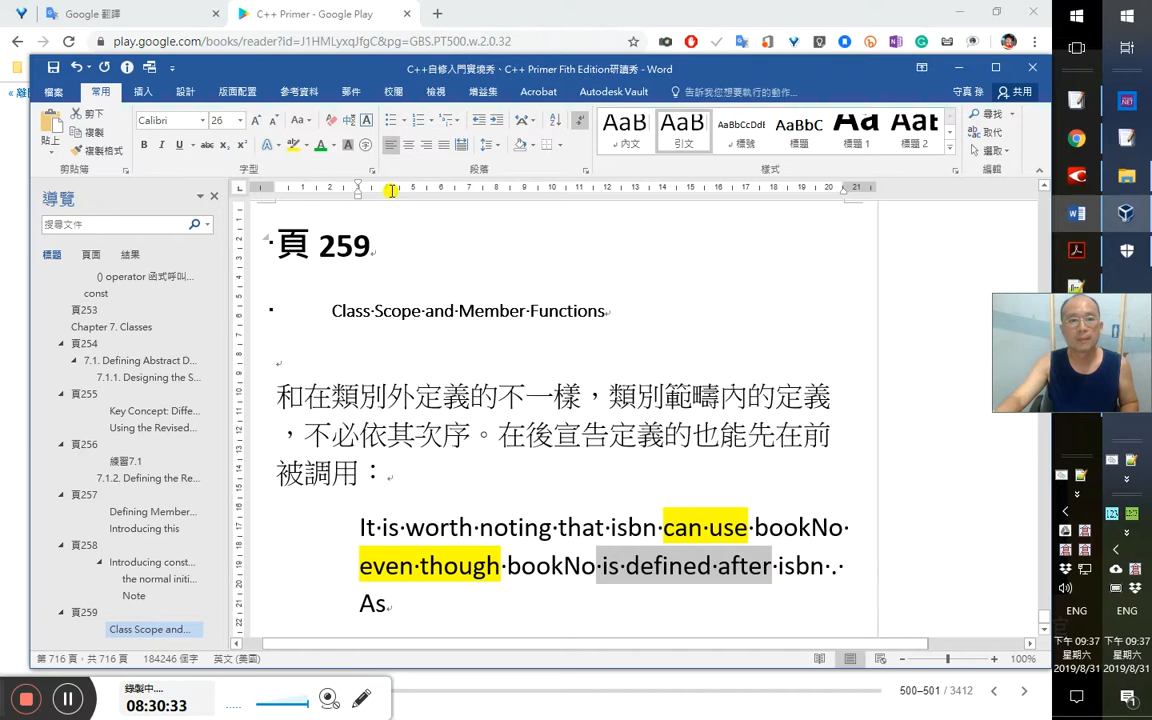 Google 翻譯
C++ Primer - Google Play
play.google.com/books/reader?id=J1HMLyxqJfgC&pg=GBS.PT500.w.2.0.32
C++自修入門實境秀、C++ Primer Fith Edition研讀秀 - Word
檔案 常用 插入 設計 版面配置 參考資料 郵件 校閱 檢視 增益集 Acrobat Autodesk Vault 告訴我您想要執行的動作... 守真 孫 共用
貼上 剪下 複製 複製格式
Calibri 26
AaB AaB AaBbCcDdE AaBbC AaB AaBt
內文 引文 標號 標題 標題 1 標題 2
尋找 取代 選取
剪貼簿 字型 段落 樣式 編輯
導覽
搜尋文件
標題 頁面 結果
() operator 函式呼叫...
const
頁253
Chapter 7. Classes
頁254
7.1. Defining Abstract D...
7.1.1. Designing the S...
頁255
Key Concept: Diffe...
Using the Revised...
頁256
練習7.1
7.1.2. Defining the Re...
頁257
Defining Member...
Introducing this
頁258
Introducing const...
the normal initi...
Note
頁259
Class Scope and...
頁 259
Class Scope and Member Functions
和在類別外定義的不一樣，類別範疇內的定義
，不必依其次序。在後宣告定義的也能先在前
被調用：
It is worth noting that isbn can use bookNo
even though bookNo is defined after isbn .
As
第 716 頁，共 716 頁 184246 個字 英文 (美國) 100%
錄製中...
08:30:33
500–501 / 3412
ENG ENG
下午 09:37 下午 09:37
星期六 星期六
2019/8/31 2019/8/31